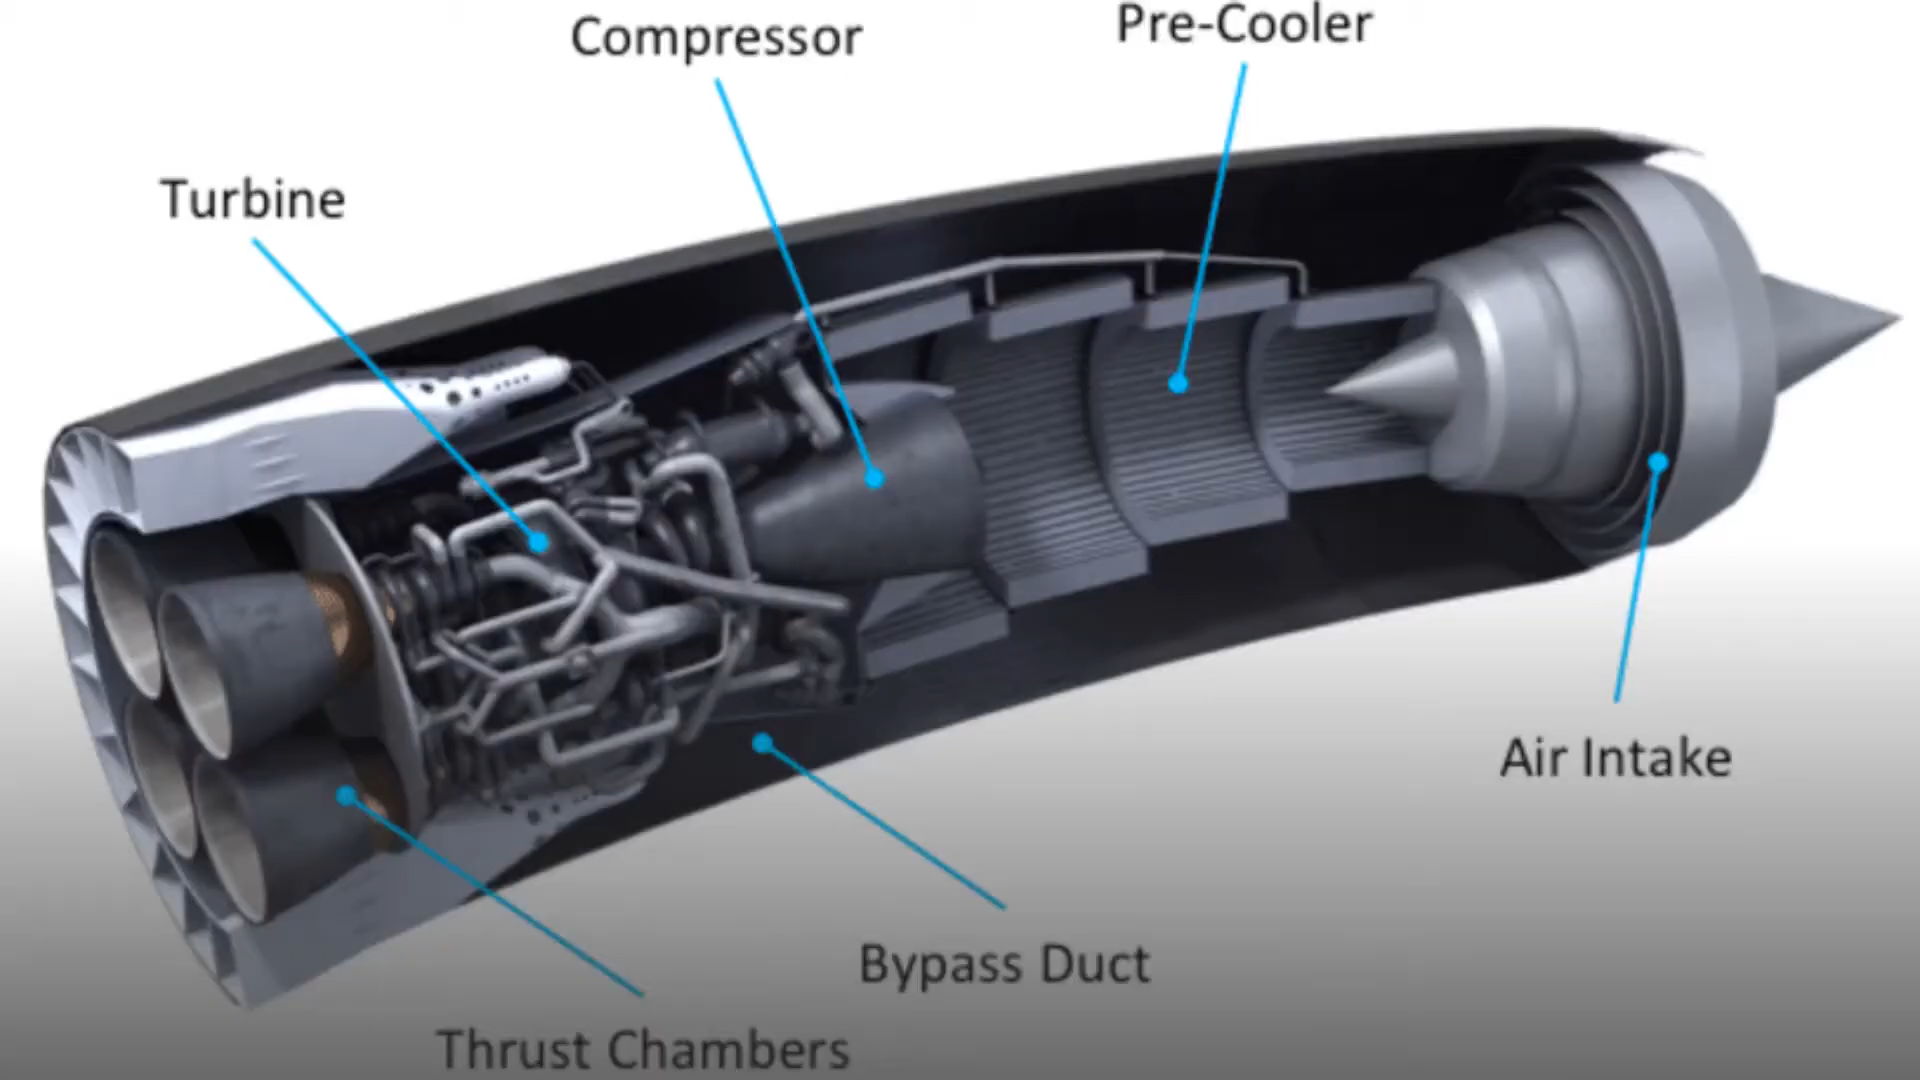 Pre-Cooler
Compressor
Turbine
Air Intake
Bypass Duct
Thrust Chambers